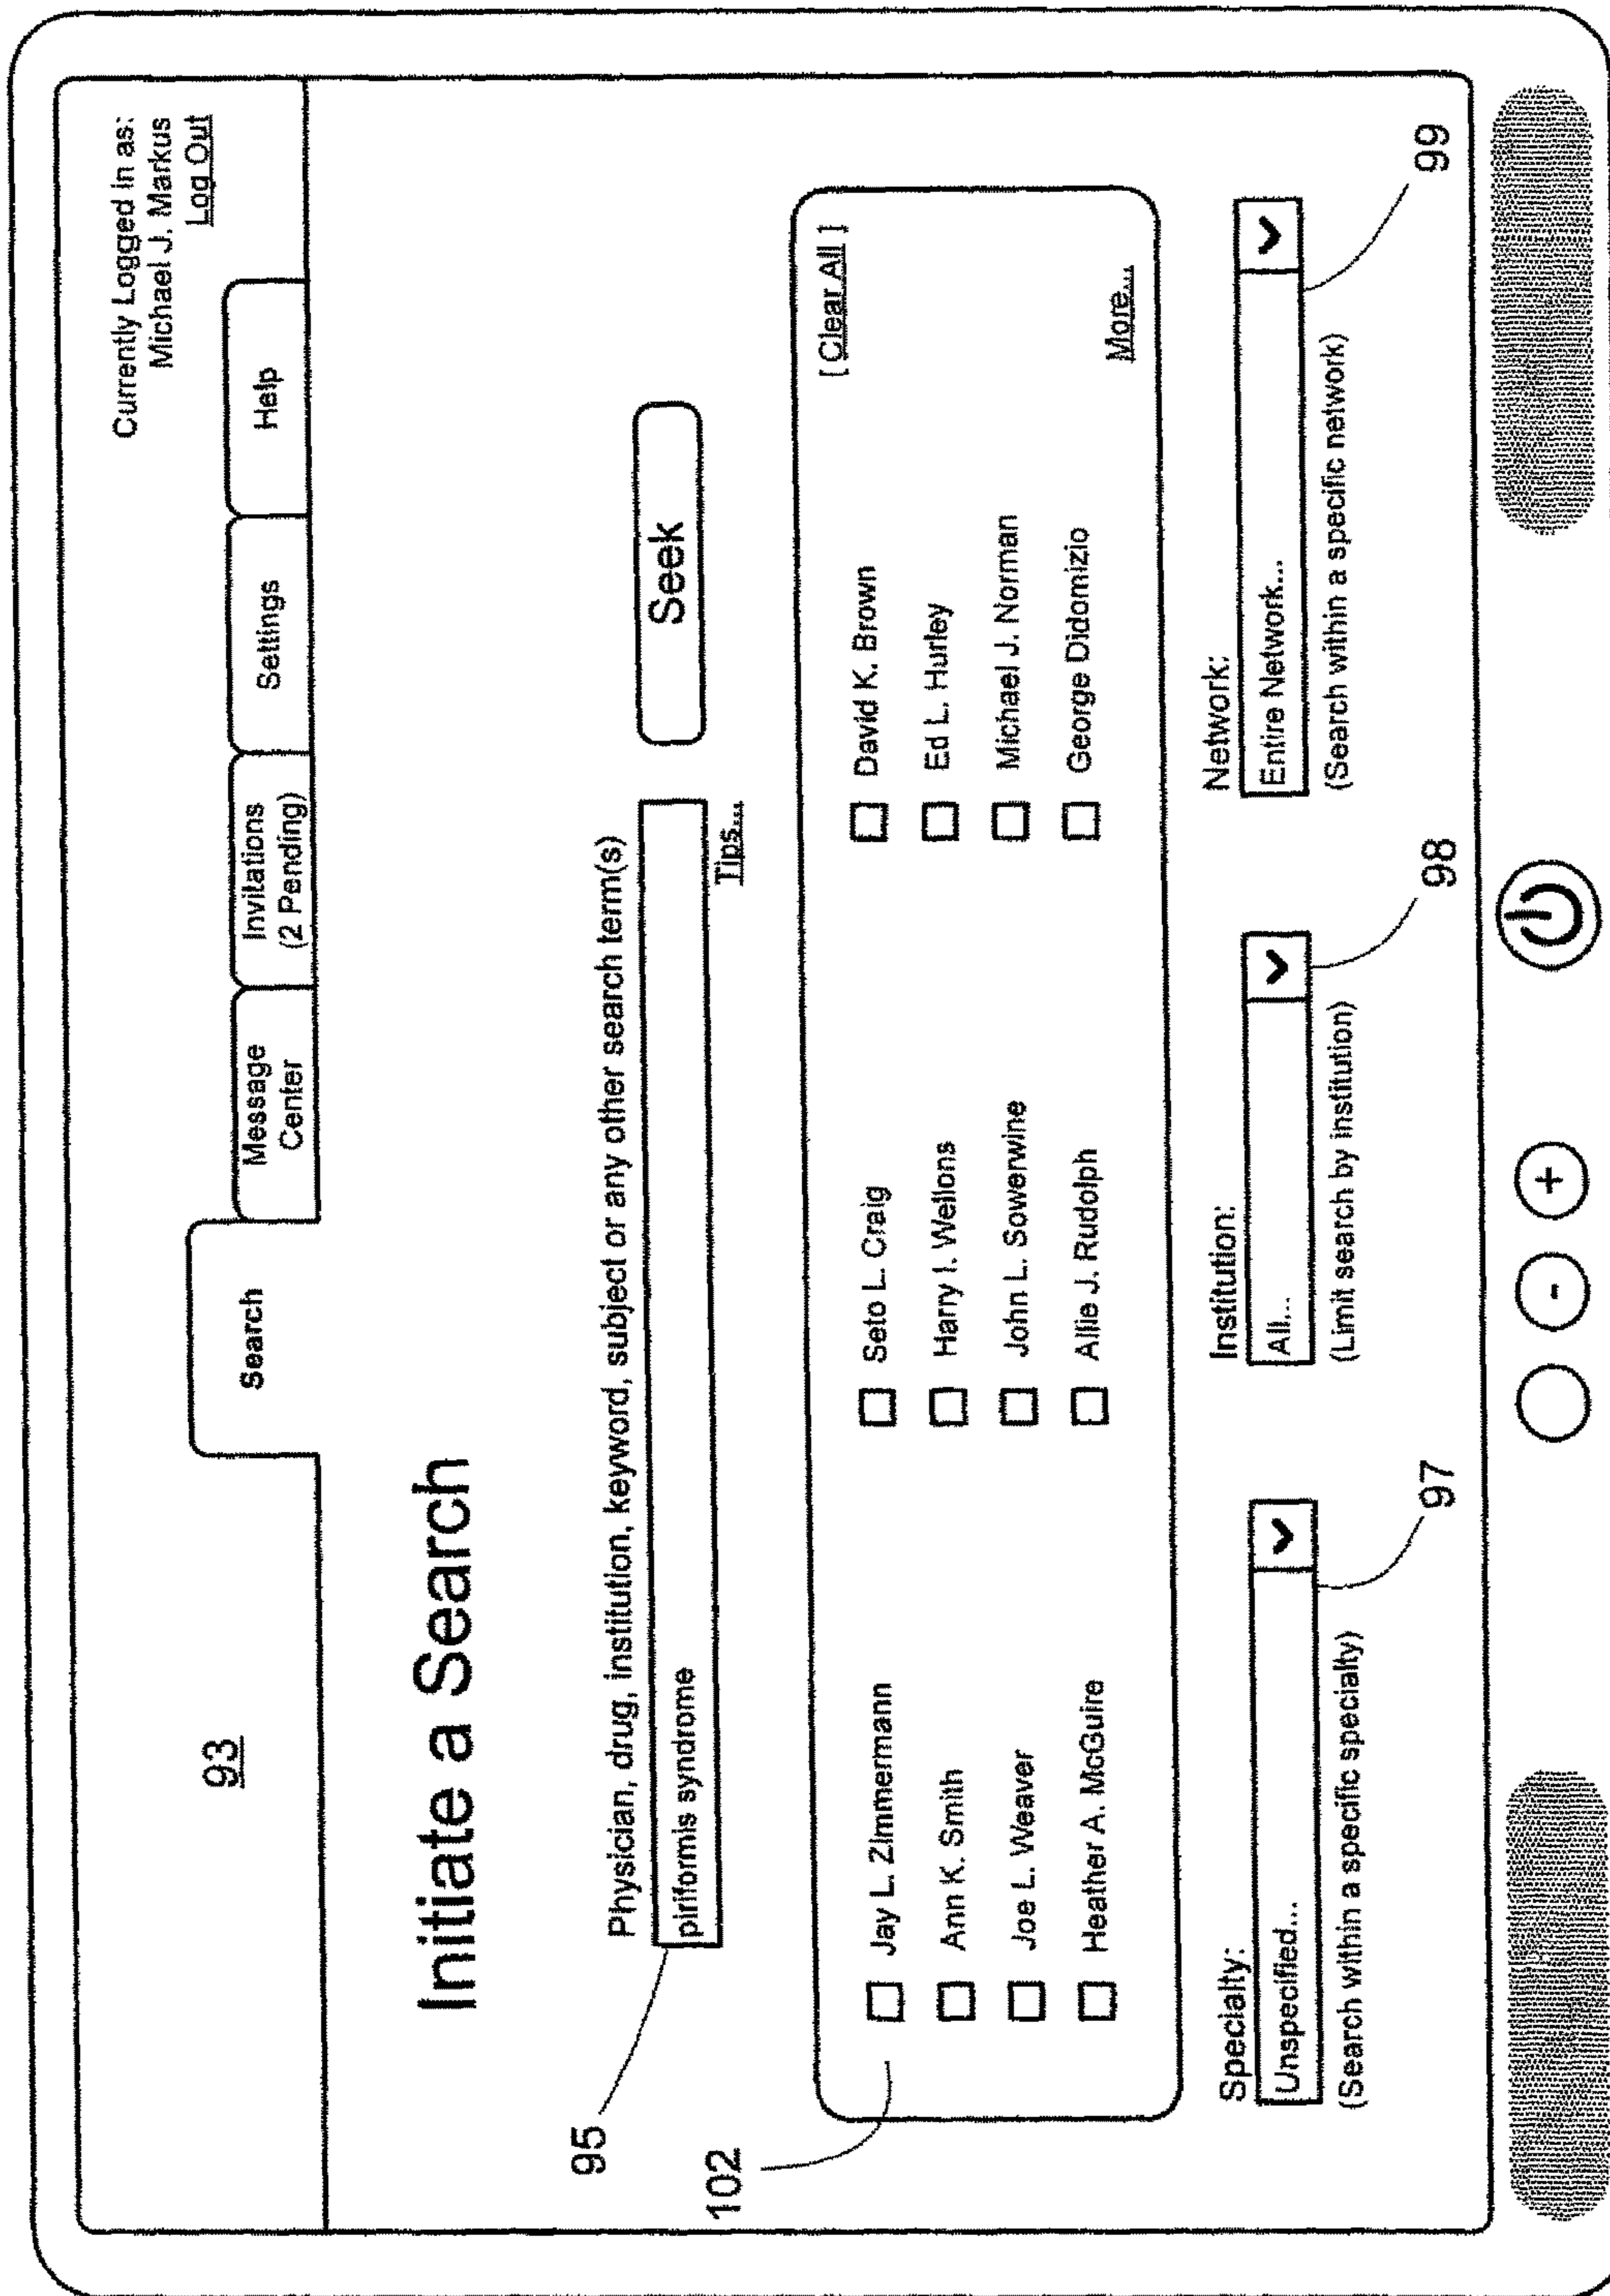 Currently Logged in as:
Michael J. Markus
Log Out
93
Search
Message
Center
Invitations
(2 Pending)
Settings
Help
Initiate a Search
Physician, drug, institution, keyword, subject or any other search term(s)
95
piriformis syndrome
Seek
Tips...
102
[ Clear All ]
Jay L. Zimmermann
Seto L. Craig
David K. Brown
Ann K. Smith
Harry I. Wellons
Ed L. Hurley
Joe L. Weaver
John L. Sowerwine
Michael J. Norman
Heather A. McGuire
Allie J. Rudolph
George Didomizio
More...
Specialty:
Institution:
Network:
Unspecified...
All...
Entire Network...
(Search within a specific specialty)
(Limit search by institution)
(Search within a specific network)
97
98
99
- +